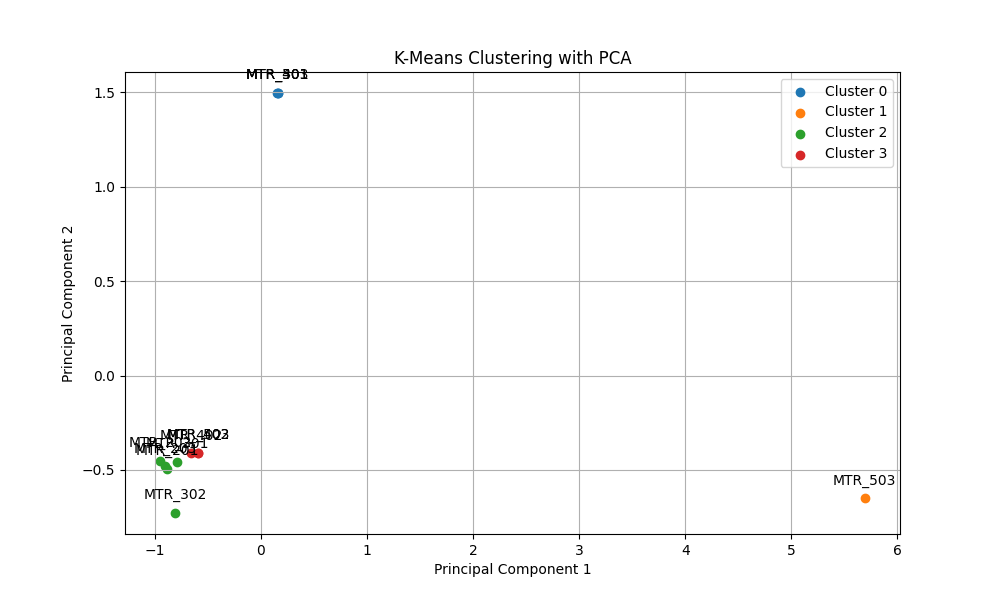 K-Means Clustering with PCA
Cluster 0
Cluster 1
Cluster 2
Cluster 3
1.5
1.0
0.5
0.0
−0.5
Principal Component 2
MTR_302
MTR_503
−1
0
1
2
3
4
5
6
Principal Component 1